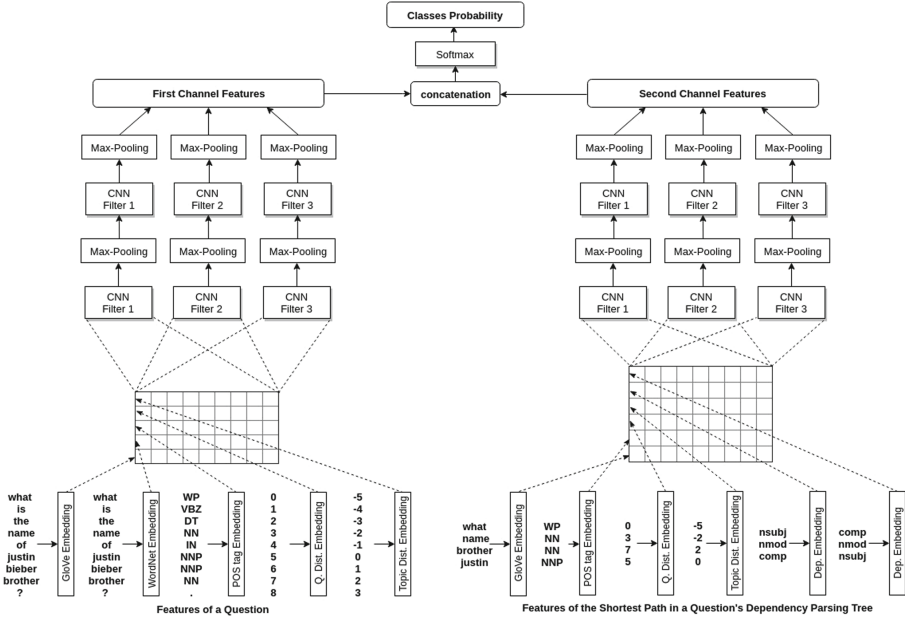 Classes Probability
Softmax
First Channel Features
concatenation
Second Channel Features
Max-Pooling Max-Pooling Max-Pooling Max-Pooling Max-Pooling Max-Pooling
CNN CNN CNN CNN CNN CNN
Filter 1 Filter 2 Filter 3 Filter 1 Filter 2 Filter 3
Max-Pooling Max-Pooling Max-Pooling Max-Pooling Max-Pooling Max-Pooling
CNN CNN CNN CNN CNN CNN
Filter 1 Filter 2 Filter 3 Filter 1 Filter 2 Filter 3
what
is
the
name
of
justin
bieber
brother
?
GloVe Embedding
what
is
the
name
of
justin
bieber
brother
?
WordNet Embedding
WP
VBZ
DT
NN
IN
NNP
NNP
NN
.
POS tag Embedding
0
1
2
3
4
5
6
7
8
Q. Dist. Embedding
-5
-4
-3
-2
-1
0
1
2
3
Topic Dist. Embedding
Features of a Question
what
name
brother
justin
GloVe Embedding
WP
NN
NN
NNP
POS tag Embedding
0
3
7
5
Q. Dist. Embedding
-5
-2
2
0
Topic Dist. Embedding
nsubj
nmod
comp
Dep. Embedding
comp
nmod
nsubj
Dep. Embedding
Features of the Shortest Path in a Question's Dependency Parsing Tree